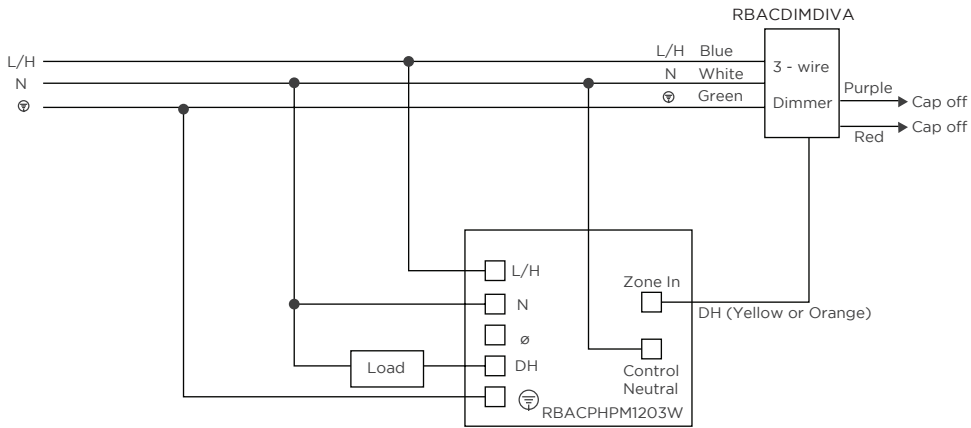 RBACDIMDIVA
L/H
L/H Blue
N
N White
Green
3 - wire
Dimmer
Purple
Cap off
Cap off
Red
L/H
N
ø
DH
Zone In
DH (Yellow or Orange)
Load
Control
Neutral
RBACPHPM1203W